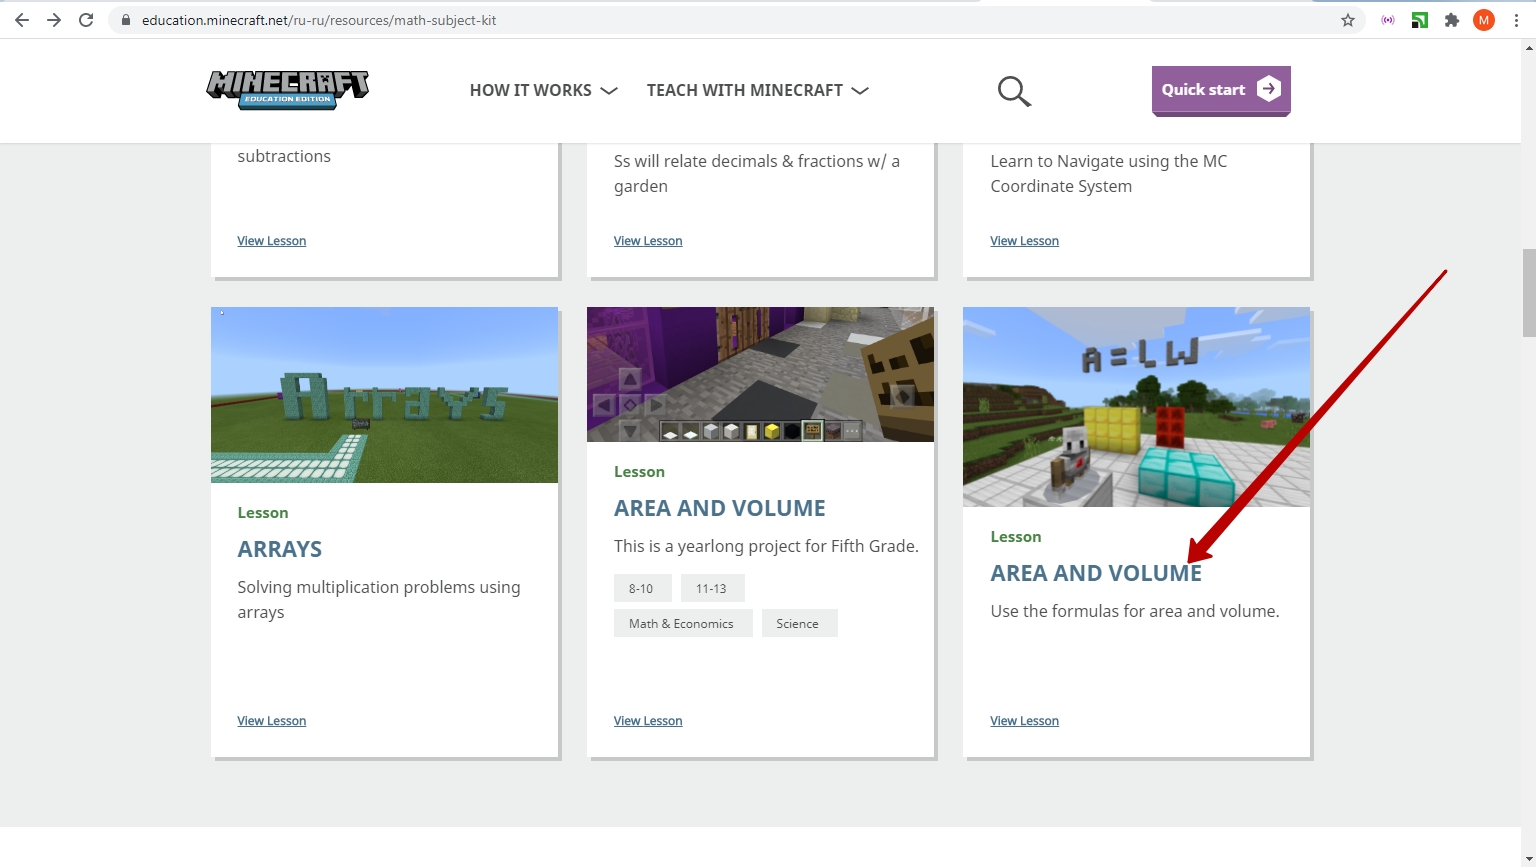 education.minecraft.net/ru-ru/resources/math-subject-kit
M
MINECRAFT
EDUCATION EDITION
HOW IT WORKS
TEACH WITH MINECRAFT
Quick start
subtractions
View Lesson
Ss will relate decimals & fractions w/ a
garden
View Lesson
Learn to Navigate using the MC
Coordinate System
View Lesson
Arrays
Lesson
ARRAYS
Solving multiplication problems using
arrays
View Lesson
Lesson
AREA AND VOLUME
This is a yearlong project for Fifth Grade.
8-10
11-13
Math & Economics
Science
View Lesson
A=LW
Lesson
AREA AND VOLUME
Use the formulas for area and volume.
View Lesson